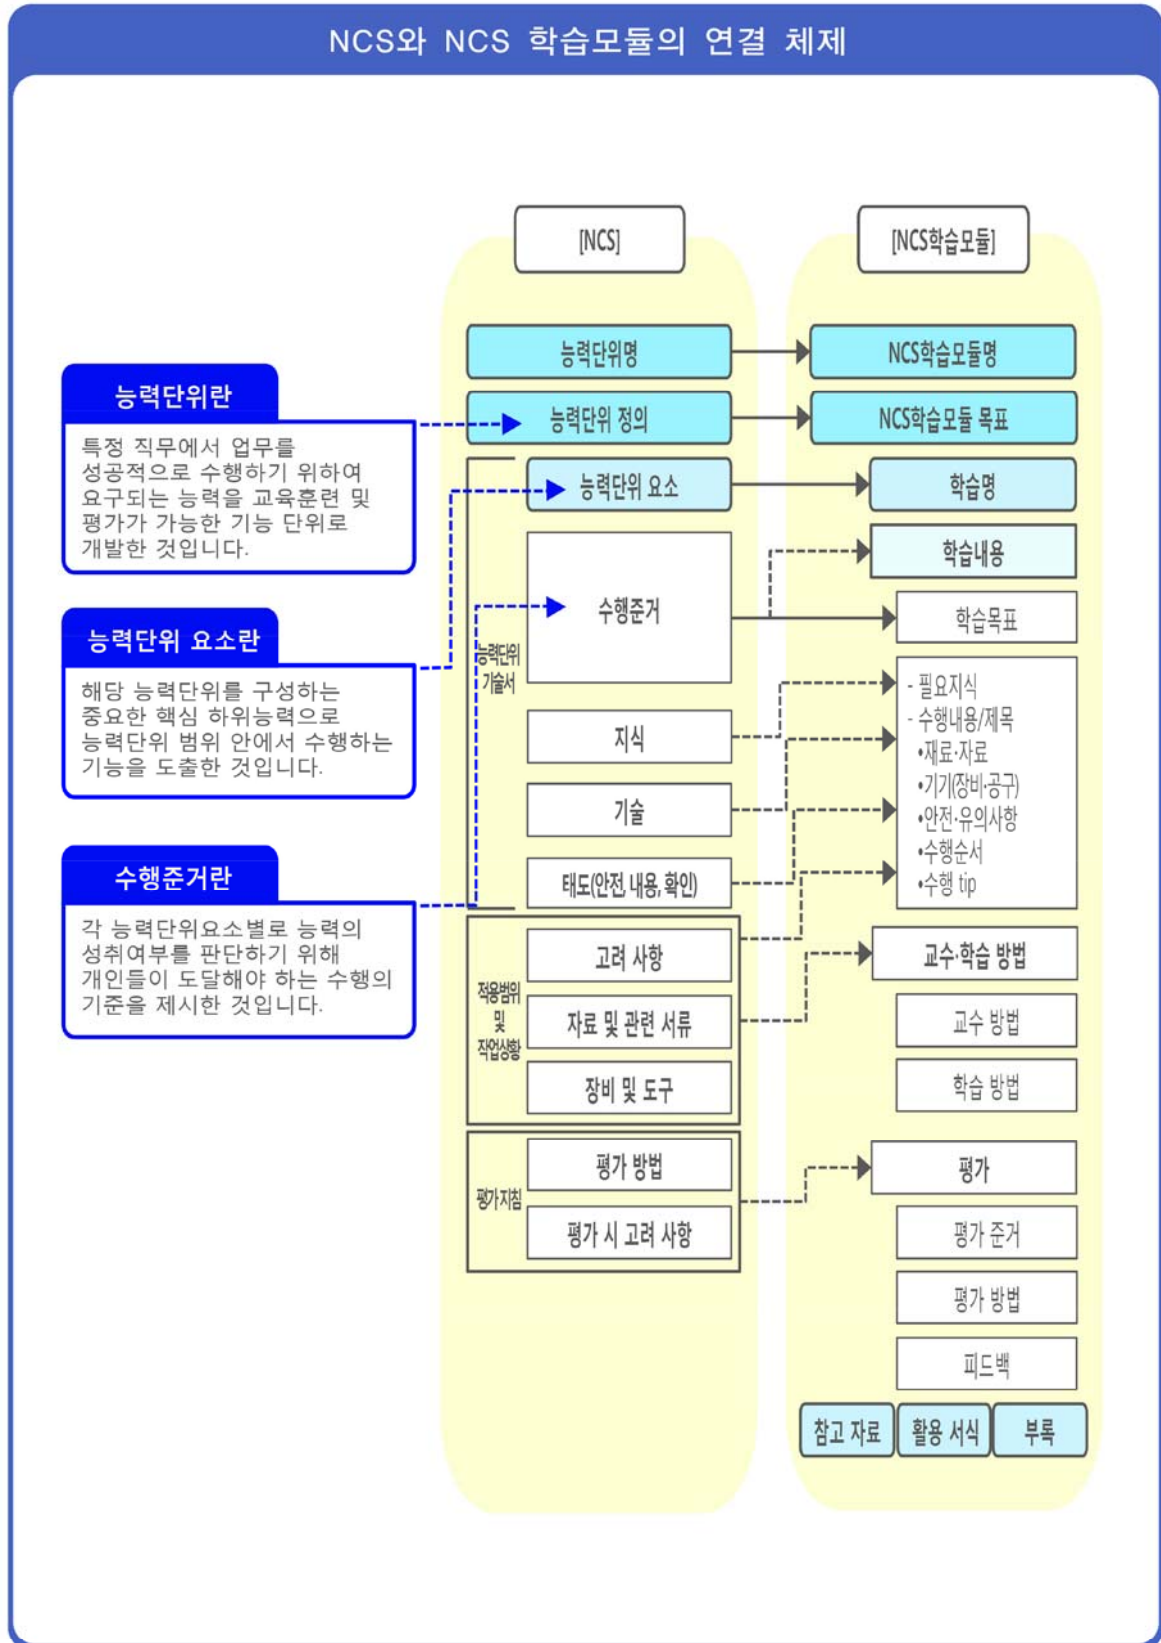 NCS와 NCS 학습모듈의 연결 체제
[NCS]
[NCS학습모듈]
능력단위명
NCS학습모듈명
능력단위란
특정 직무에서 업무를
성공적으로 수행하기 위하여
요구되는 능력을 교육훈련 및
평가가 가능한 기능 단위로
개발한 것입니다.
능력단위 정의
NCS학습모듈 목표
능력단위 요소
학습명
능력단위 요소란
해당 능력단위를 구성하는
중요한 핵심 하위능력으로
능력단위 범위 안에서 수행하는
기능을 도출한 것입니다.
능력단위
기술서
수행준거
학습내용
학습목표
지식
기술
태도(안전, 내용, 확인)
- 필요지식
- 수행내용/제목
•재료·자료
•기기(장비·공구)
•안전·유의사항
•수행순서
•수행 tip
수행준거란
각 능력단위요소별로 능력의
성취여부를 판단하기 위해
개인들이 도달해야 하는 수행의
기준을 제시한 것입니다.
적용범위
및
작업상황
고려 사항
자료 및 관련 서류
장비 및 도구
교수·학습 방법
교수 방법
학습 방법
평가지침
평가 방법
평가 시 고려 사항
평가
평가 준거
평가 방법
피드백
참고 자료
활용 서식
부록